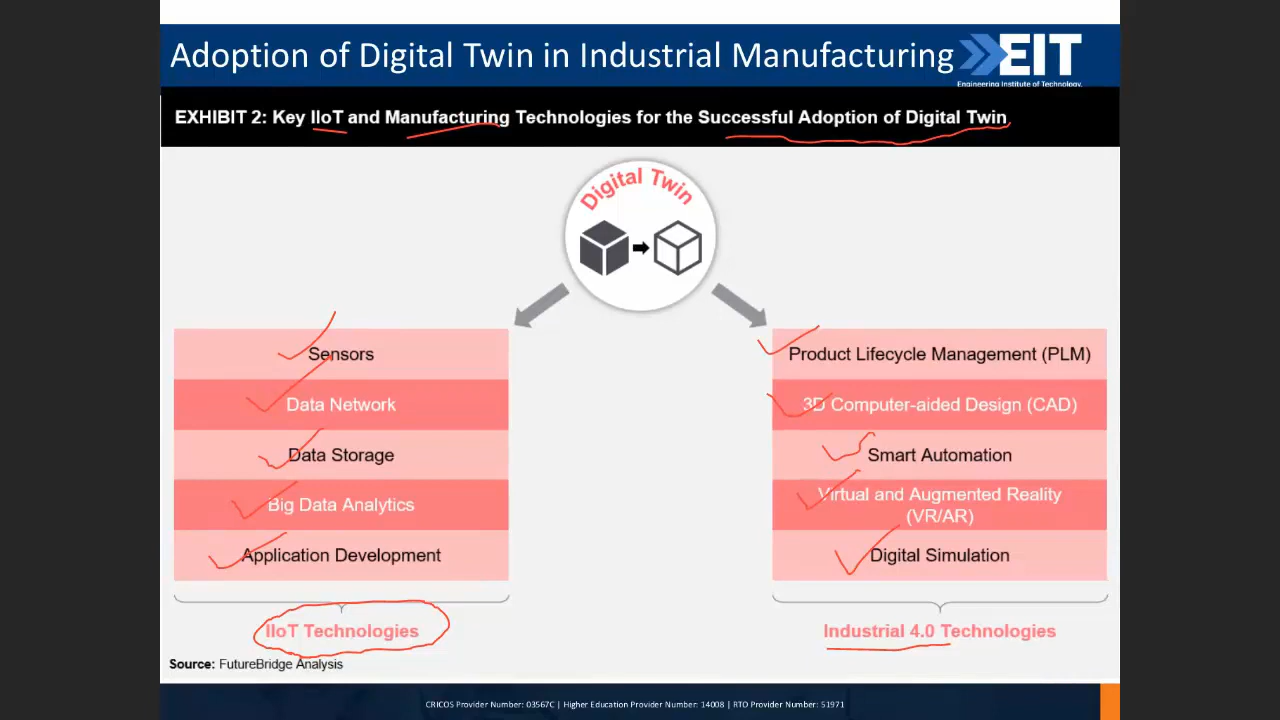 Adoption of Digital Twin in Industrial Manufacturing
EIT
Engineering Institute of Technology.
EXHIBIT 2: Key IIoT and Manufacturing Technologies for the Successful Adoption of Digital Twin
Digital Twin
Sensors
Data Network
Data Storage
Big Data Analytics
Application Development
IIoT Technologies
Product Lifecycle Management (PLM)
3D Computer-aided Design (CAD)
Smart Automation
Virtual and Augmented Reality
(VR/AR)
Digital Simulation
Industrial 4.0 Technologies
Source: FutureBridge Analysis
CRICOS Provider Number: 03567C | Higher Education Provider Number: 14008 | RTO Provider Number: 51971